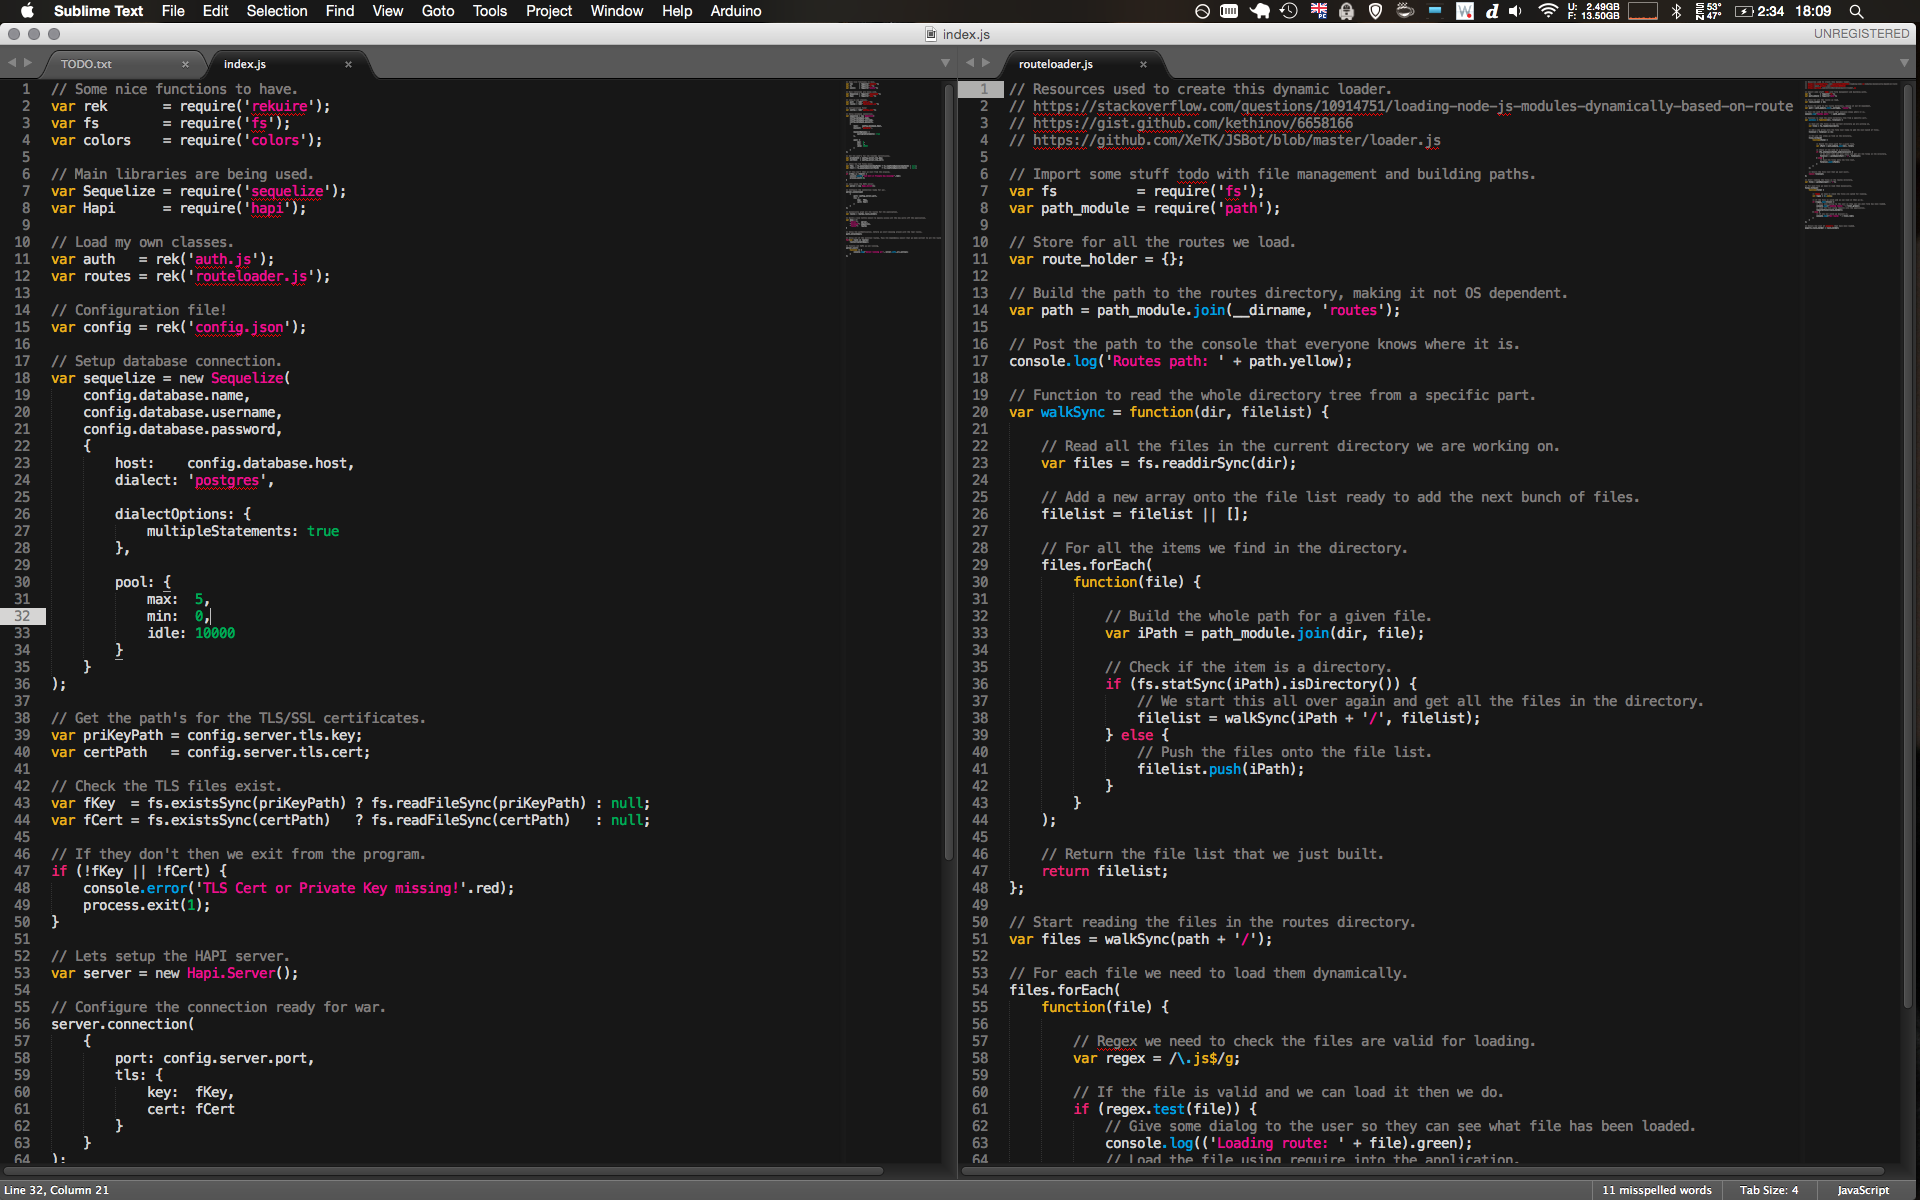 Sublime Text File Edit Selection Find View Goto Tools Project Window Help Arduino U: 2.49GB F: 13.50GB 53° 47° 2:34 18:09
index.js UNREGISTERED
TODO.txt × index.js ×
1 // Some nice functions to have.
2 var rek       = require('rekuire');
3 var fs        = require('fs');
4 var colors    = require('colors');
5
6 // Main libraries are being used.
7 var Sequelize = require('sequelize');
8 var Hapi      = require('hapi');
9
10 // Load my own classes.
11 var auth   = rek('auth.js');
12 var routes = rek('routeloader.js');
13
14 // Configuration file!
15 var config = rek('config.json');
16
17 // Setup database connection.
18 var sequelize = new Sequelize(
19     config.database.name,
20     config.database.username,
21     config.database.password,
22     {
23         host:    config.database.host,
24         dialect: 'postgres',
25
26         dialectOptions: {
27             multipleStatements: true
28         },
29
30         pool: {
31             max:  5,
32             min:  0,
33             idle: 10000
34         }
35     }
36 );
37
38 // Get the path's for the TLS/SSL certificates.
39 var priKeyPath = config.server.tls.key;
40 var certPath   = config.server.tls.cert;
41
42 // Check the TLS files exist.
43 var fKey  = fs.existsSync(priKeyPath) ? fs.readFileSync(priKeyPath) : null;
44 var fCert = fs.existsSync(certPath)   ? fs.readFileSync(certPath)   : null;
45
46 // If they don't then we exit from the program.
47 if (!fKey || !fCert) {
48     console.error('TLS Cert or Private Key missing!'.red);
49     process.exit(1);
50 }
51
52 // Lets setup the HAPI server.
53 var server = new Hapi.Server();
54
55 // Configure the connection ready for war.
56 server.connection(
57     {
58         port: config.server.port,
59         tls: {
60             key:  fKey,
61             cert: fCert
62         }
63     }
64 );
routeloader.js ×
1 // Resources used to create this dynamic loader.
2 // https://stackoverflow.com/questions/10914751/loading-node-js-modules-dynamically-based-on-route
3 // https://gist.github.com/kethinov/6658166
4 // https://github.com/XeTK/JSBot/blob/master/loader.js
5
6 // Import some stuff todo with file management and building paths.
7 var fs          = require('fs');
8 var path_module = require('path');
9
10 // Store for all the routes we load.
11 var route_holder = {};
12
13 // Build the path to the routes directory, making it not OS dependent.
14 var path = path_module.join(__dirname, 'routes');
15
16 // Post the path to the console that everyone knows where it is.
17 console.log('Routes path: ' + path.yellow);
18
19 // Function to read the whole directory tree from a specific part.
20 var walkSync = function(dir, filelist) {
21
22     // Read all the files in the current directory we are working on.
23     var files = fs.readdirSync(dir);
24
25     // Add a new array onto the file list ready to add the next bunch of files.
26     filelist = filelist || [];
27
28     // For all the items we find in the directory.
29     files.forEach(
30         function(file) {
31
32             // Build the whole path for a given file.
33             var iPath = path_module.join(dir, file);
34
35             // Check if the item is a directory.
36             if (fs.statSync(iPath).isDirectory()) {
37                 // We start this all over again and get all the files in the directory.
38                 filelist = walkSync(iPath + '/', filelist);
39             } else {
40                 // Push the files onto the file list.
41                 filelist.push(iPath);
42             }
43         }
44     );
45
46     // Return the file list that we just built.
47     return filelist;
48 };
49
50 // Start reading the files in the routes directory.
51 var files = walkSync(path + '/');
52
53 // For each file we need to load them dynamically.
54 files.forEach(
55     function(file) {
56
57         // Regex we need to check the files are valid for loading.
58         var regex = /\.js$/g;
59
60         // If the file is valid and we can load it then we do.
61         if (regex.test(file)) {
62             // Give some dialog to the user so they can see what file has been loaded.
63             console.log(('Loading route: ' + file).green);
64             // Load the file using require into the application.
Line 32, Column 21 11 misspelled words Tab Size: 4 JavaScript